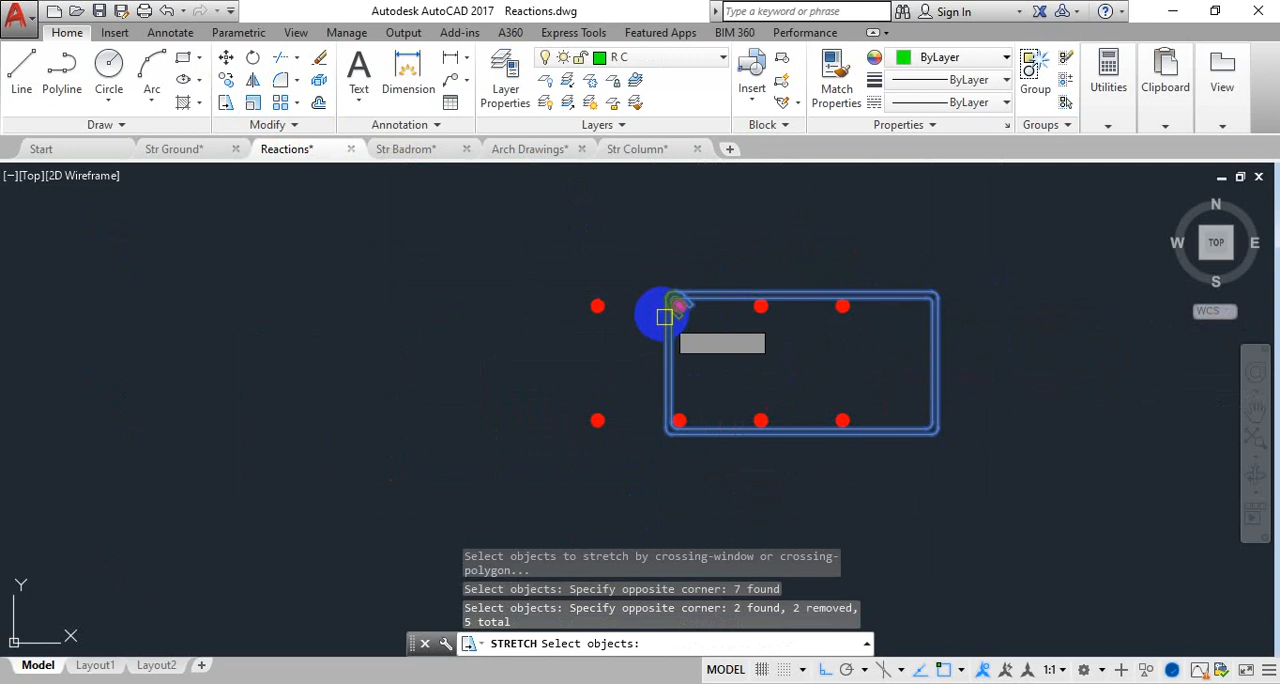 Autodesk AutoCAD 2017 Reactions.dwg
Type a keyword or phrase
Sign In
Home Insert Annotate Parametric View Manage Output Add-ins A360 Express Tools Featured Apps BIM 360 Performance
Line Polyline Circle Arc
Text Dimension
Layer
Properties
R C
Insert
Match
Properties
ByLayer
ByLayer
ByLayer
Group
Utilities
Clipboard
View
Draw Modify Annotation Layers Block Properties Groups
Start Str Ground* Reactions* Str Badrom* Arch Drawings* Str Column*
[−][Top][2D Wireframe]
N
W TOP E
S
WCS
Y
X
Select objects to stretch by crossing-window or crossing-
polygon...
Select objects: Specify opposite corner: 7 found
Select objects: Specify opposite corner: 2 found, 2 removed,
5 total
STRETCH Select objects:
Model Layout1 Layout2
MODEL 1:1